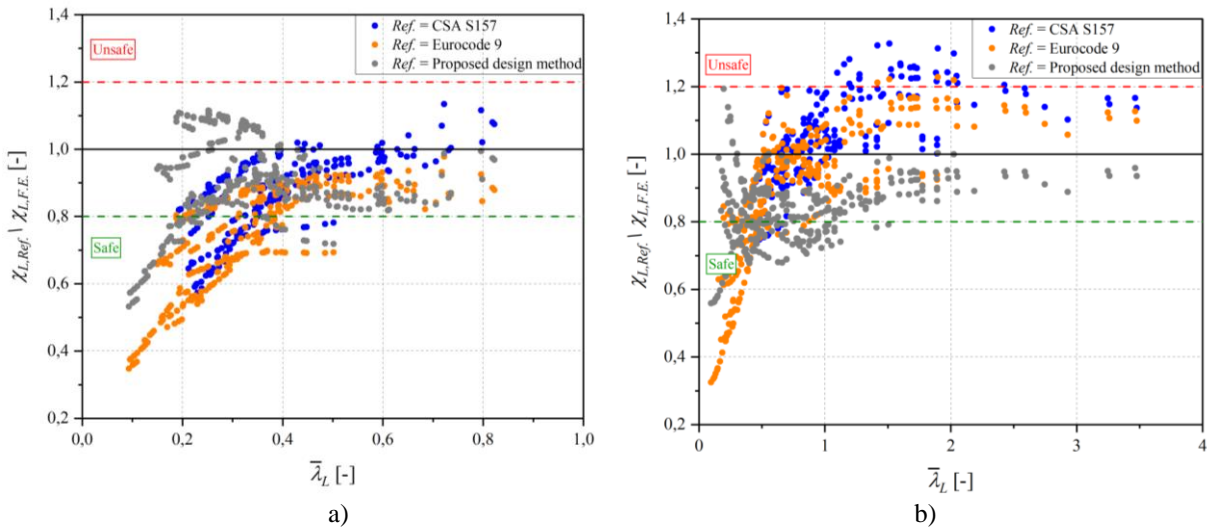 1,4
1,2
1,0
0,8
0,6
0,4
0,2
χL,Ref. \ χL,F.E. [-]
Unsafe
Safe
Ref. = CSA S157
Ref. = Eurocode 9
Ref. = Proposed design method
0,0 0,2 0,4 0,6 0,8 1,0
λ̅L [-]
a)
1,4
1,2
1,0
0,8
0,6
0,4
0,2
χL,Ref. \ χL,F.E. [-]
Unsafe
Safe
Ref. = CSA S157
Ref. = Eurocode 9
Ref. = Proposed design method
0 1 2 3 4
λ̅L [-]
b)